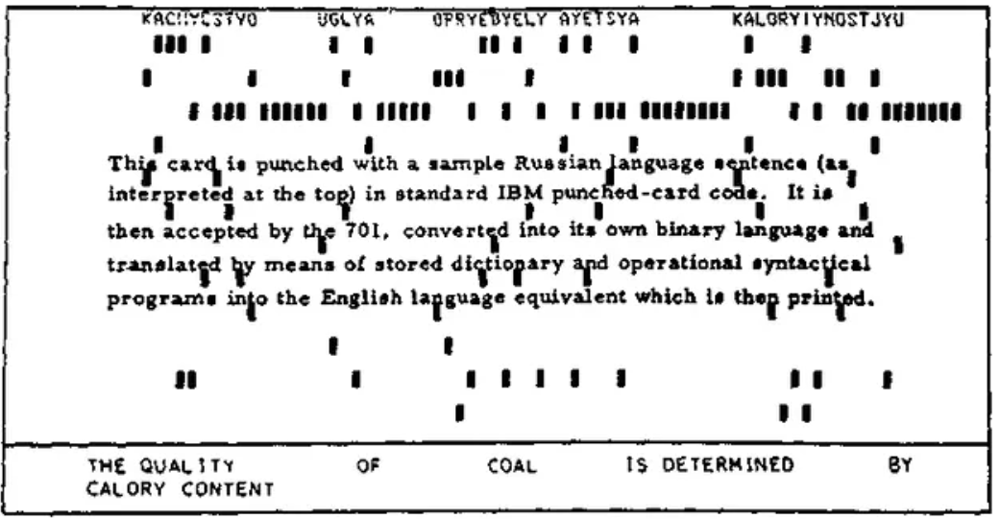 KACHYESTVO UGLYA OPRYEDYELY AYETSYA KALORYIYNOSTJYU
This card is punched with a sample Russian language sentence (as
interpreted at the top) in standard IBM punched-card code. It is
then accepted by the 701, converted into its own binary language and
translated by means of stored dictionary and operational syntactical
programs into the English language equivalent which is then printed.
THE QUALITY OF COAL IS DETERMINED BY
CALORY CONTENT